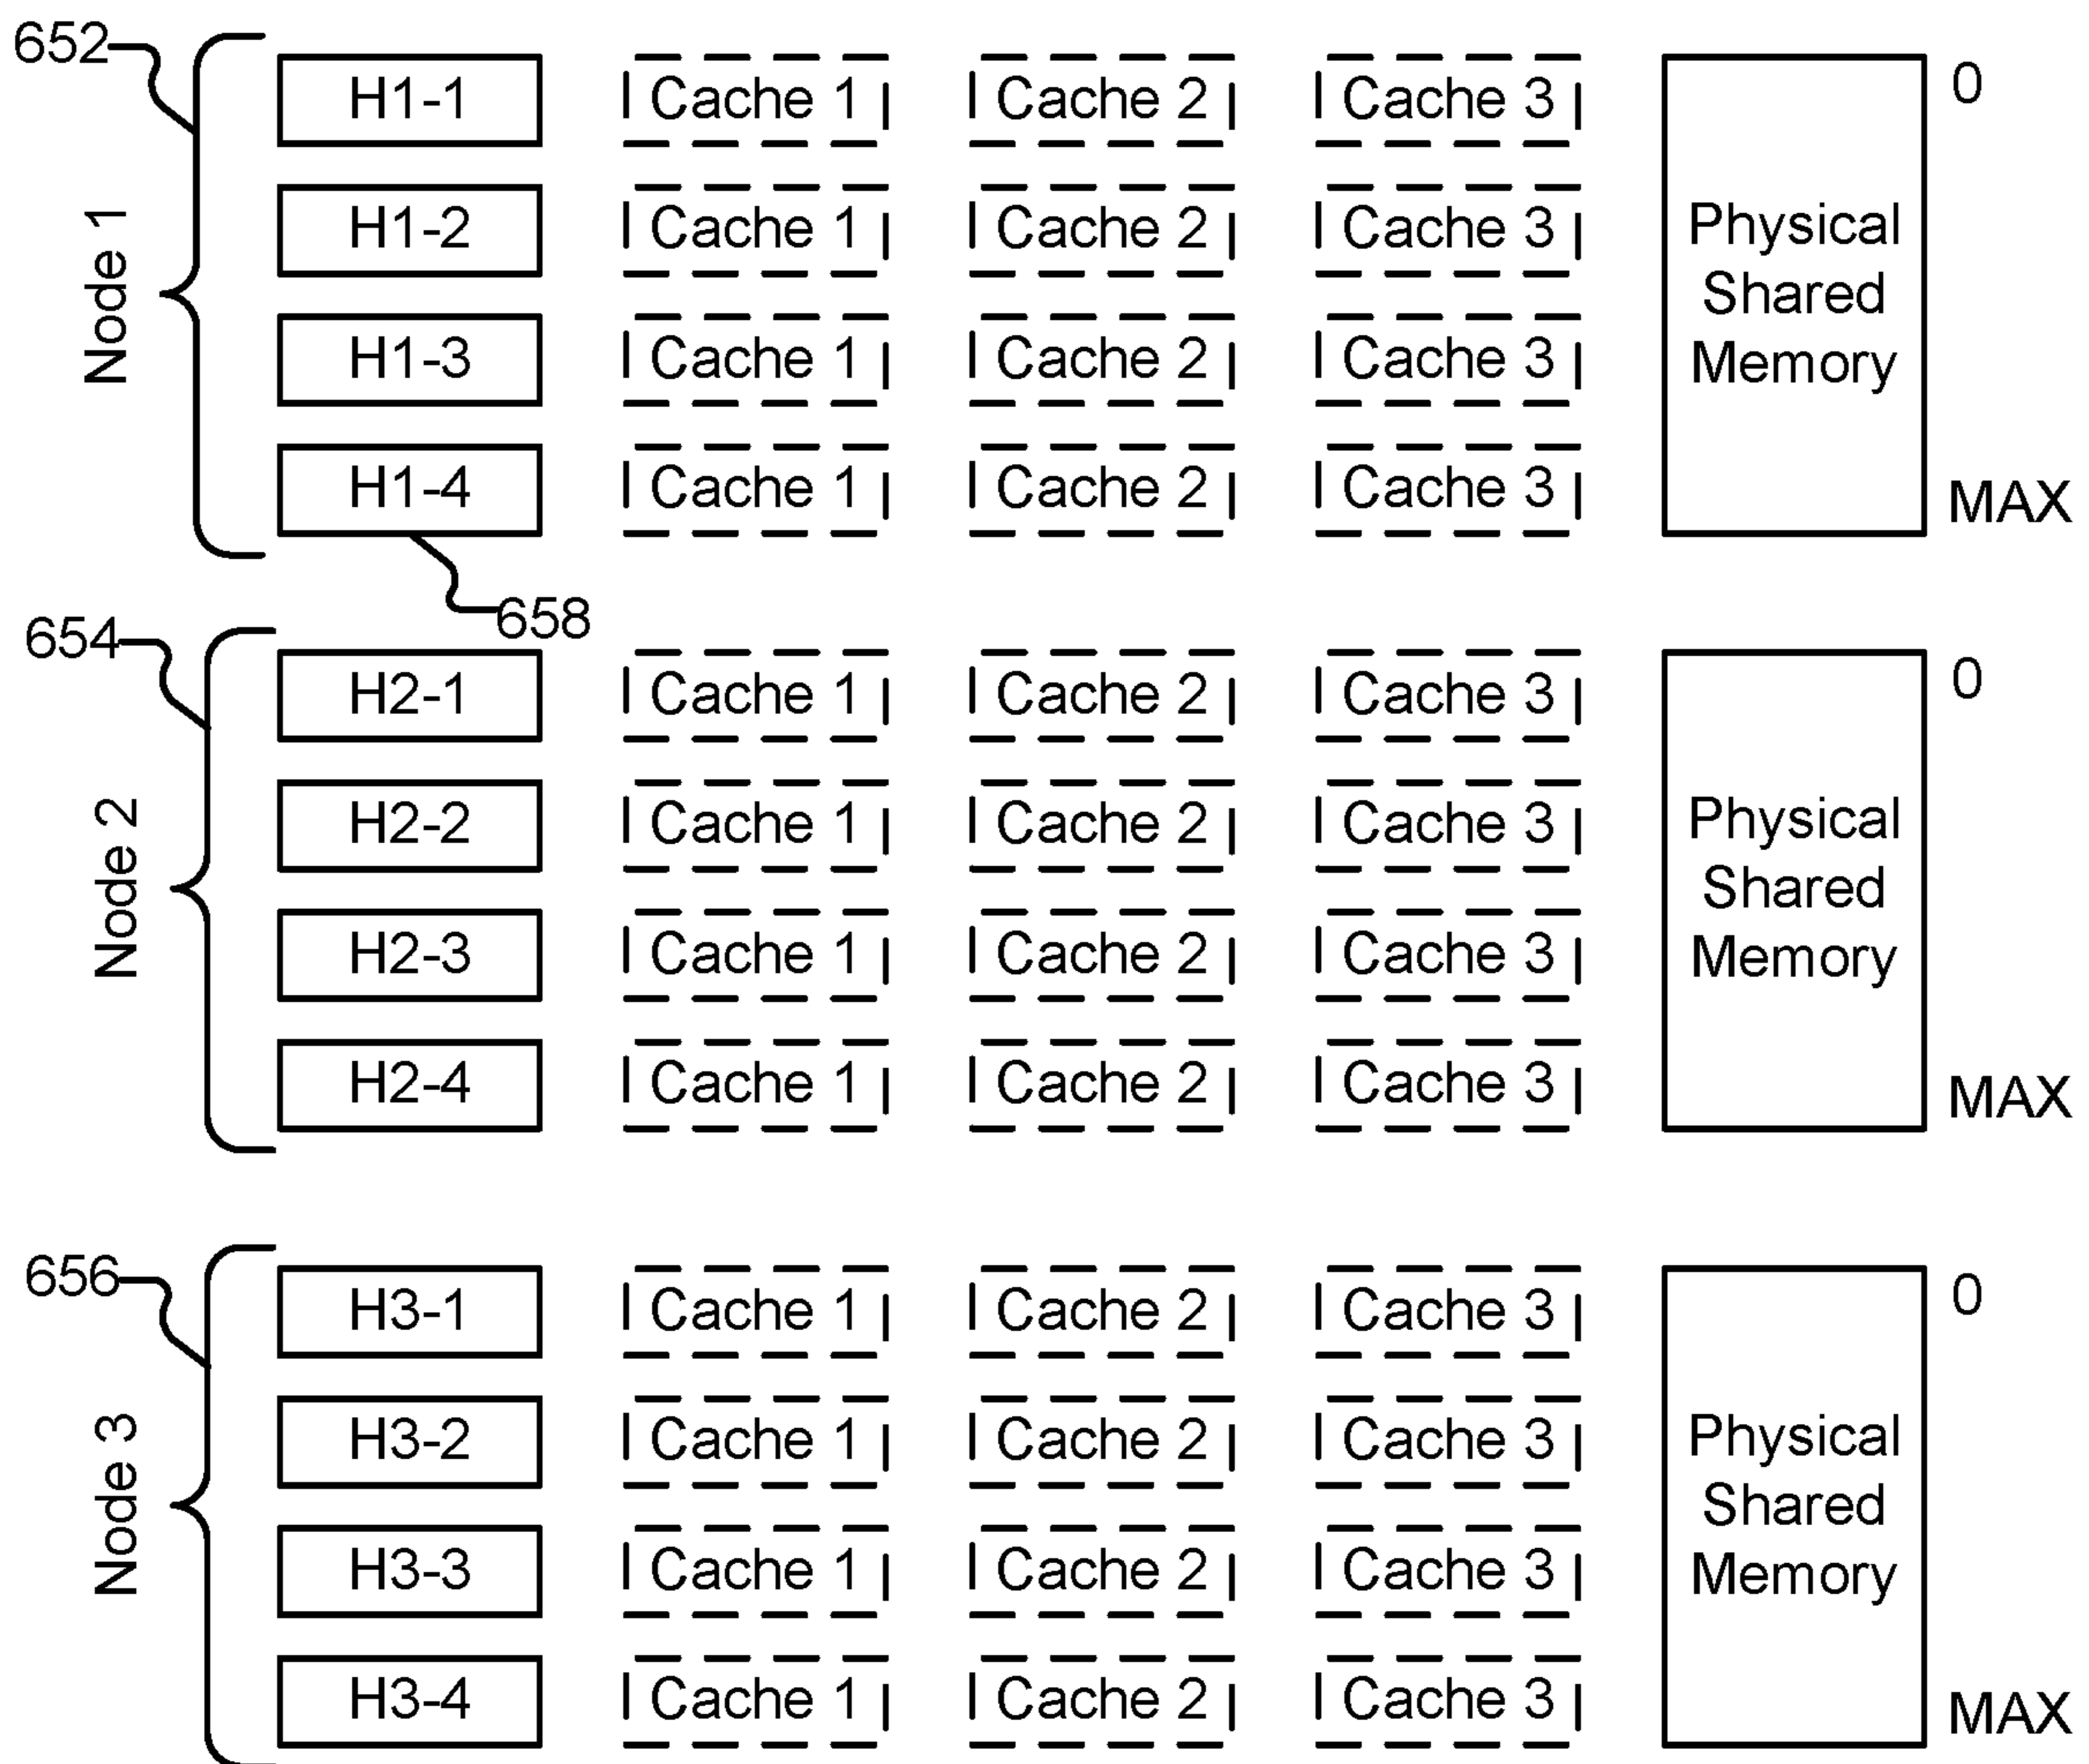 652
H1-1 Cache 1 Cache 2 Cache 3 0
Node 1
H1-2 Cache 1 Cache 2 Cache 3
Physical
Shared
Memory
H1-3 Cache 1 Cache 2 Cache 3
H1-4 Cache 1 Cache 2 Cache 3 MAX
658
654
H2-1 Cache 1 Cache 2 Cache 3 0
Node 2
H2-2 Cache 1 Cache 2 Cache 3
Physical
Shared
Memory
H2-3 Cache 1 Cache 2 Cache 3
H2-4 Cache 1 Cache 2 Cache 3 MAX
656
H3-1 Cache 1 Cache 2 Cache 3 0
Node 3
H3-2 Cache 1 Cache 2 Cache 3
Physical
Shared
Memory
H3-3 Cache 1 Cache 2 Cache 3
H3-4 Cache 1 Cache 2 Cache 3 MAX